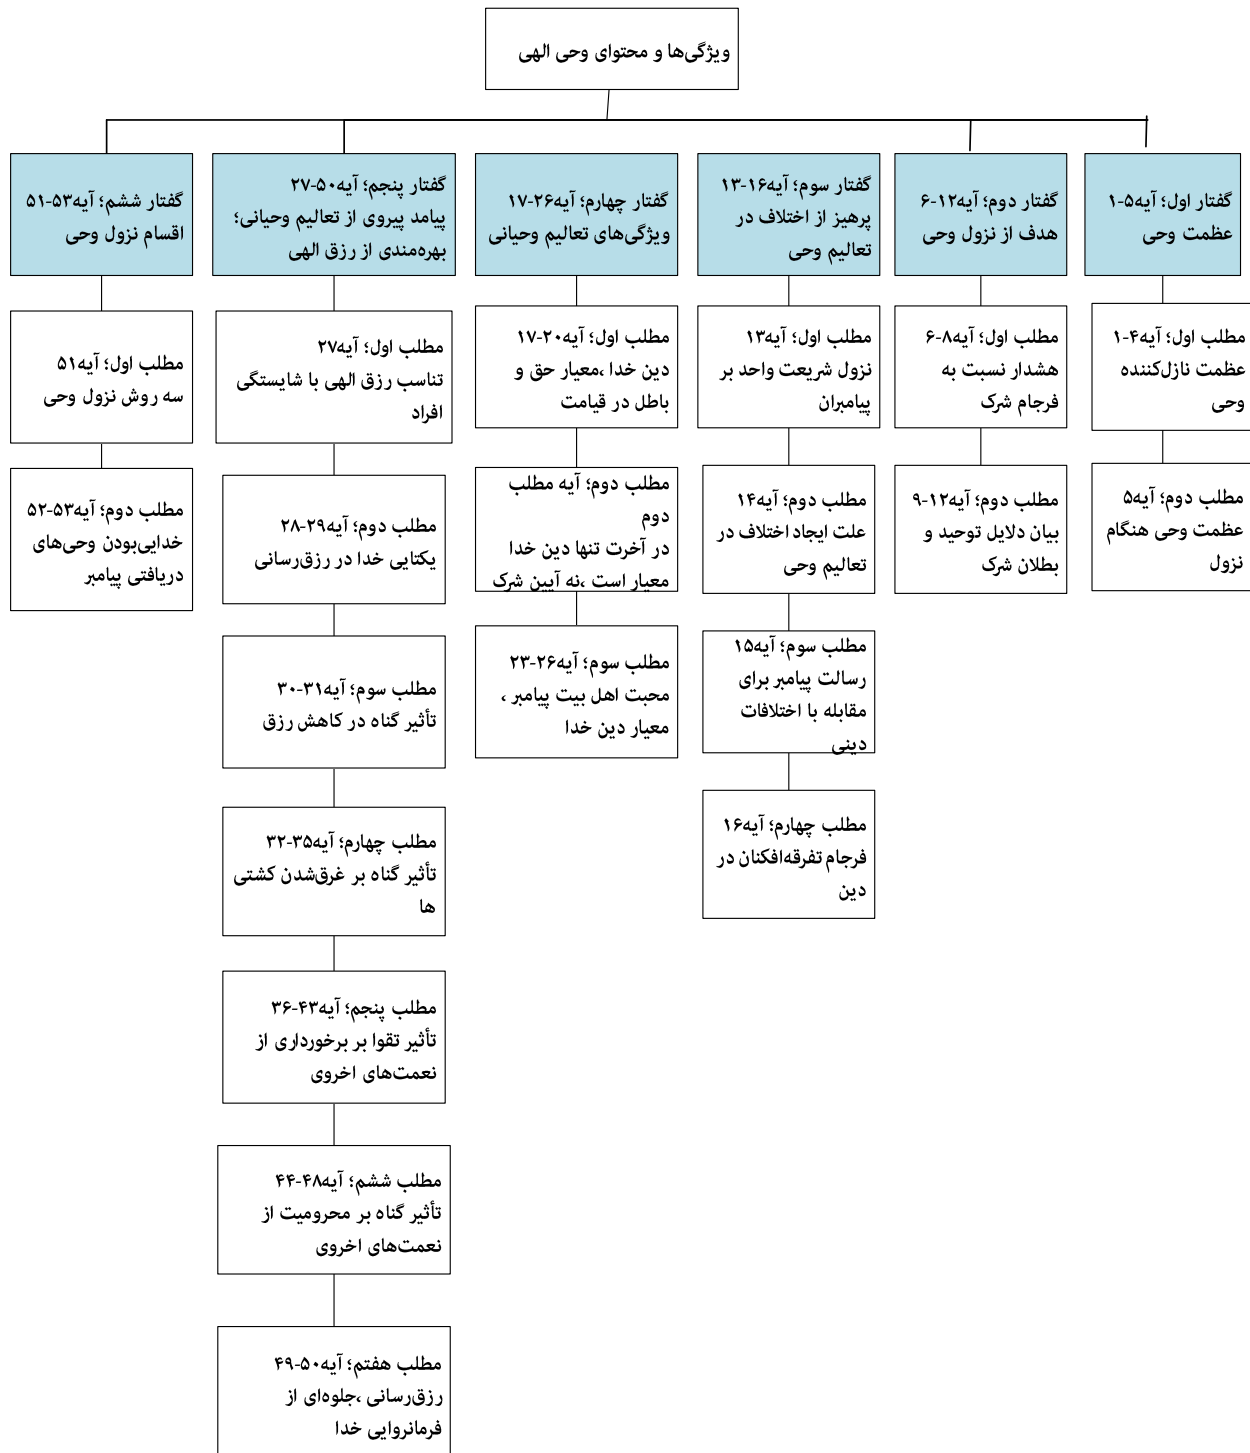 ویژگی‌ها و محتوای وحی الهی
گفتار اول؛ آیه۵-۱
عظمت وحی
مطلب اول؛ آیه۴-۱
عظمت نازل‌کننده
وحی
مطلب دوم؛ آیه۵
عظمت وحی هنگام
نزول
گفتار دوم؛ آیه۱۲-۶
هدف از نزول وحی
مطلب اول؛ آیه۸-۶
هشدار نسبت به
فرجام شرک
مطلب دوم؛ آیه۱۲-۹
بیان دلایل توحید و
بطلان شرک
گفتار سوم؛ آیه۱۶-۱۳
پرهیز از اختلاف در
تعالیم وحی
مطلب اول؛ آیه۱۳
نزول شریعت واحد بر
پیامبران
مطلب دوم؛ آیه۱۴
علت ایجاد اختلاف در
تعالیم وحی
مطلب سوم؛ آیه۱۵
رسالت پیامبر برای
مقابله با اختلافات
دینی
مطلب چهارم؛ آیه۱۶
فرجام تفرقه‌افکنان در
دین
گفتار چهارم؛ آیه۲۶-۱۷
ویژگی‌های تعالیم وحیانی
مطلب اول؛ آیه۲۰-۱۷
دین خدا ،معیار حق و
باطل در قیامت
مطلب دوم؛ آیه مطلب
دوم
در آخرت تنها دین خدا
معیار است ،نه آیین شرک
مطلب سوم؛ آیه۲۶-۲۳
محبت اهل بیت پیامبر ،
معیار دین خدا
گفتار پنجم؛ آیه۵۰-۲۷
پیامد پیروی از تعالیم وحیانی؛
بهره‌مندی از رزق الهی
مطلب اول؛ آیه۲۷
تناسب رزق الهی با شایستگی
افراد
مطلب دوم؛ آیه۲۹-۲۸
یکتایی خدا در رزق‌رسانی
مطلب سوم؛ آیه۳۱-۳۰
تأثیر گناه در کاهش رزق
مطلب چهارم؛ آیه۳۵-۳۲
تأثیر گناه بر غرق‌شدن کشتی
ها
مطلب پنجم؛ آیه۴۳-۳۶
تأثیر تقوا بر برخورداری از
نعمت‌های اخروی
مطلب ششم؛ آیه۴۸-۴۴
تأثیر گناه بر محرومیت از
نعمت‌های اخروی
مطلب هفتم؛ آیه۵۰-۴۹
رزق‌رسانی ،جلوه‌ای از
فرمانروایی خدا
گفتار ششم؛ آیه۵۳-۵۱
اقسام نزول وحی
مطلب اول؛ آیه۵۱
سه روش نزول وحی
مطلب دوم؛ آیه۵۳-۵۲
خدایی‌بودن وحی‌های
دریافتی پیامبر